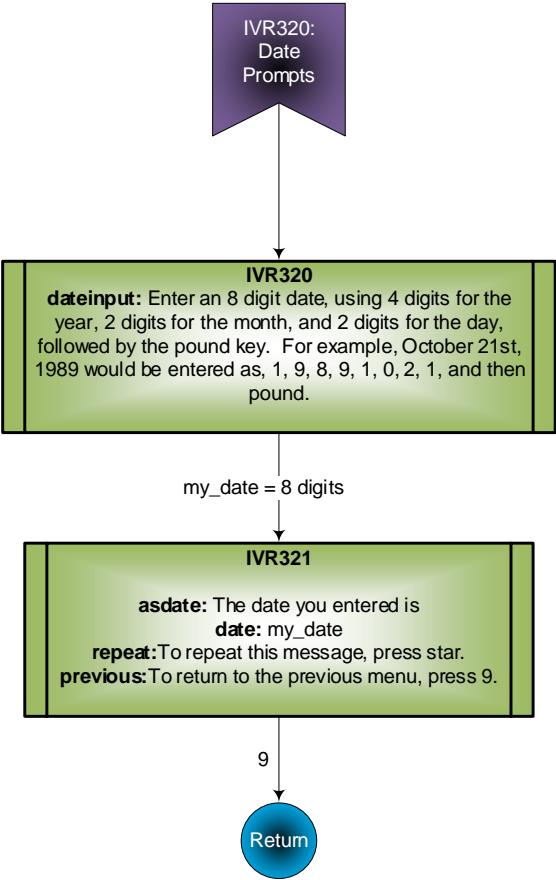 IVR320:
Date
Prompts
IVR320
dateinput: Enter an 8 digit date, using 4 digits for the
year, 2 digits for the month, and 2 digits for the day,
followed by the pound key.  For example, October 21st,
1989 would be entered as, 1, 9, 8, 9, 1, 0, 2, 1, and then
pound.
my_date = 8 digits
IVR321
asdate: The date you entered is
date: my_date
repeat:To repeat this message, press star.
previous:To return to the previous menu, press 9.
9
Return